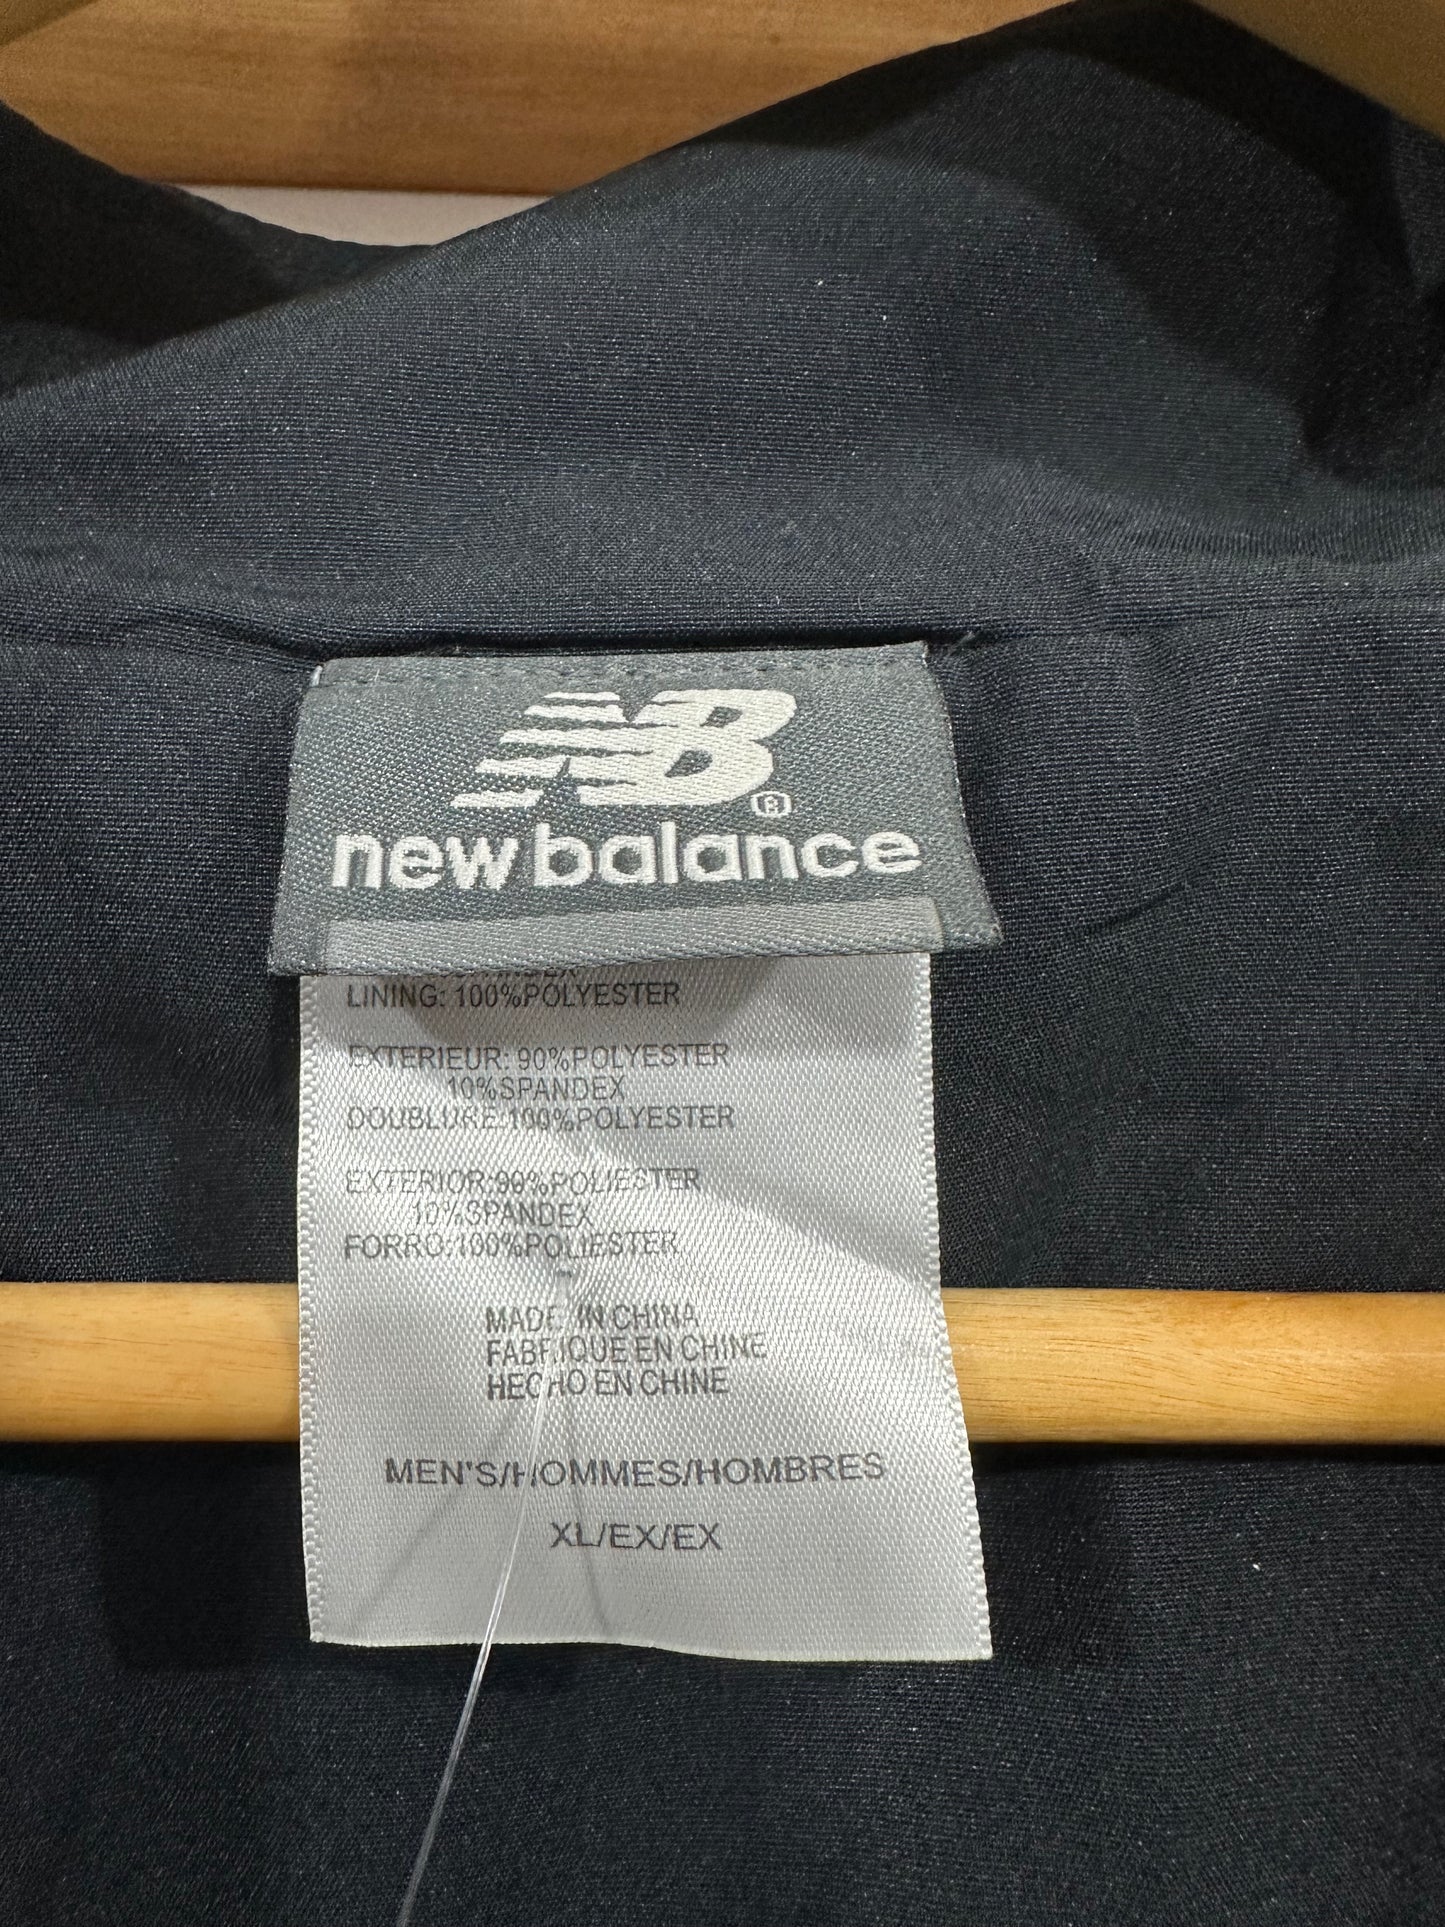 NB®
new balance
LINING: 100%POLYESTER
EXTERIEUR: 90%POLYESTER
10%SPANDEX
DOUBLURE:100%POLYESTER
EXTERIOR:90%POLIESTER
10%SPANDEX
FORRO:100%POLIESTER
MADE IN CHINA
FABRIQUE EN CHINE
HECHO EN CHINE
MEN'S/HOMMES/HOMBRES
XL/EX/EX